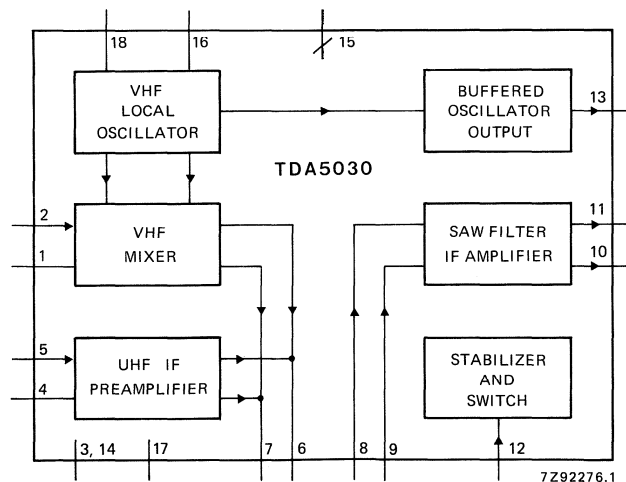 18 16 15
VHF
LOCAL
OSCILLATOR
BUFFERED
OSCILLATOR
OUTPUT
13
TDA5030
2
1
VHF
MIXER
SAW FILTER
IF AMPLIFIER
11
10
5
4
UHF IF
PREAMPLIFIER
STABILIZER
AND
SWITCH
3, 14 17 7 6 8 9 12
7Z92276.1